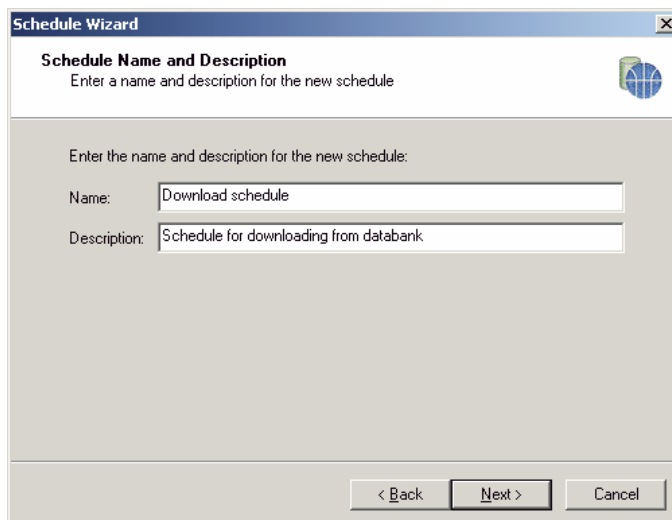 Schedule Wizard
Schedule Name and Description
Enter a name and description for the new schedule
Enter the name and description for the new schedule:
Name: Download schedule
Description: Schedule for downloading from databank
< Back Next > Cancel